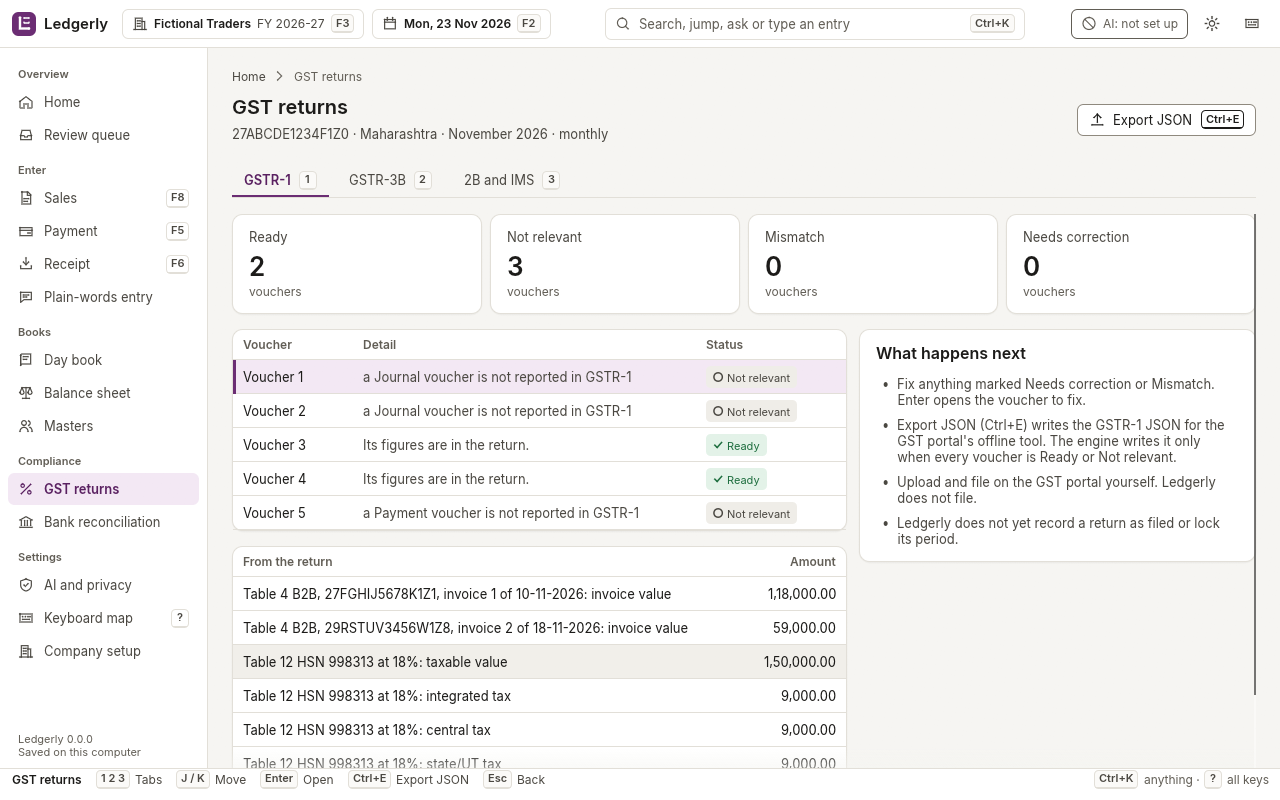 Ledgerly
Fictional Traders FY 2026-27 F3
Mon, 23 Nov 2026 F2
Search, jump, ask or type an entry Ctrl+K
AI: not set up
Overview
Home
Review queue
Enter
Sales F8
Payment F5
Receipt F6
Plain-words entry
Books
Day book
Balance sheet
Masters
Compliance
GST returns
Bank reconciliation
Settings
AI and privacy
Keyboard map ?
Company setup
Ledgerly 0.0.0
Saved on this computer
Home GST returns
GST returns
27ABCDE1234F1Z0 · Maharashtra · November 2026 · monthly
Export JSON Ctrl+E
GSTR-1 1 GSTR-3B 2 2B and IMS 3
Ready
2
vouchers
Not relevant
3
vouchers
Mismatch
0
vouchers
Needs correction
0
vouchers
Voucher Detail Status
Voucher 1 a Journal voucher is not reported in GSTR-1 Not relevant
Voucher 2 a Journal voucher is not reported in GSTR-1 Not relevant
Voucher 3 Its figures are in the return. Ready
Voucher 4 Its figures are in the return. Ready
Voucher 5 a Payment voucher is not reported in GSTR-1 Not relevant
From the return Amount
Table 4 B2B, 27FGHIJ5678K1Z1, invoice 1 of 10-11-2026: invoice value 1,18,000.00
Table 4 B2B, 29RSTUV3456W1Z8, invoice 2 of 18-11-2026: invoice value 59,000.00
Table 12 HSN 998313 at 18%: taxable value 1,50,000.00
Table 12 HSN 998313 at 18%: integrated tax 9,000.00
Table 12 HSN 998313 at 18%: central tax 9,000.00
Table 12 HSN 998313 at 18%: state/UT tax 9,000.00
What happens next
• Fix anything marked Needs correction or Mismatch.
Enter opens the voucher to fix.
• Export JSON (Ctrl+E) writes the GSTR-1 JSON for the
GST portal's offline tool. The engine writes it only
when every voucher is Ready or Not relevant.
• Upload and file on the GST portal yourself. Ledgerly
does not file.
• Ledgerly does not yet record a return as filed or lock
its period.
GST returns 1 2 3 Tabs J / K Move Enter Open Ctrl+E Export JSON Esc Back
Ctrl+K anything · ? all keys